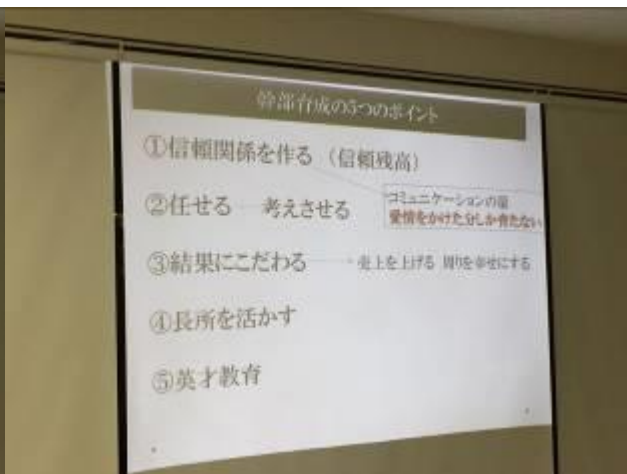 幹部育成の5つのポイント
①信頼関係を作る （信頼残高）
コミュニケーションの量
愛情をかけた分しか育たない
②任せる 考えさせる
③結果にこだわる 売上を上げる 周りを幸せにする
④長所を活かす
⑤英才教育